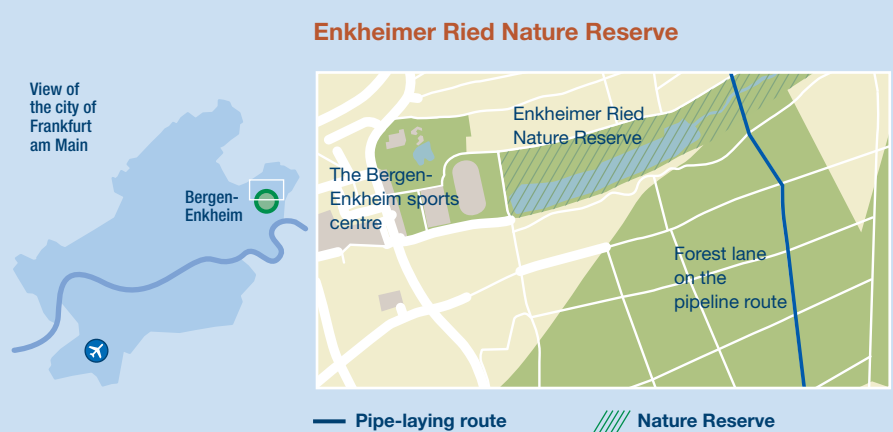 Enkheimer Ried Nature Reserve
View of
the city of
Frankfurt
am Main
Bergen-
Enkheim
Enkheimer Ried
Nature Reserve
The Bergen-
Enkheim sports
centre
Forest lane
on the
pipeline route
Pipe-laying route
Nature Reserve